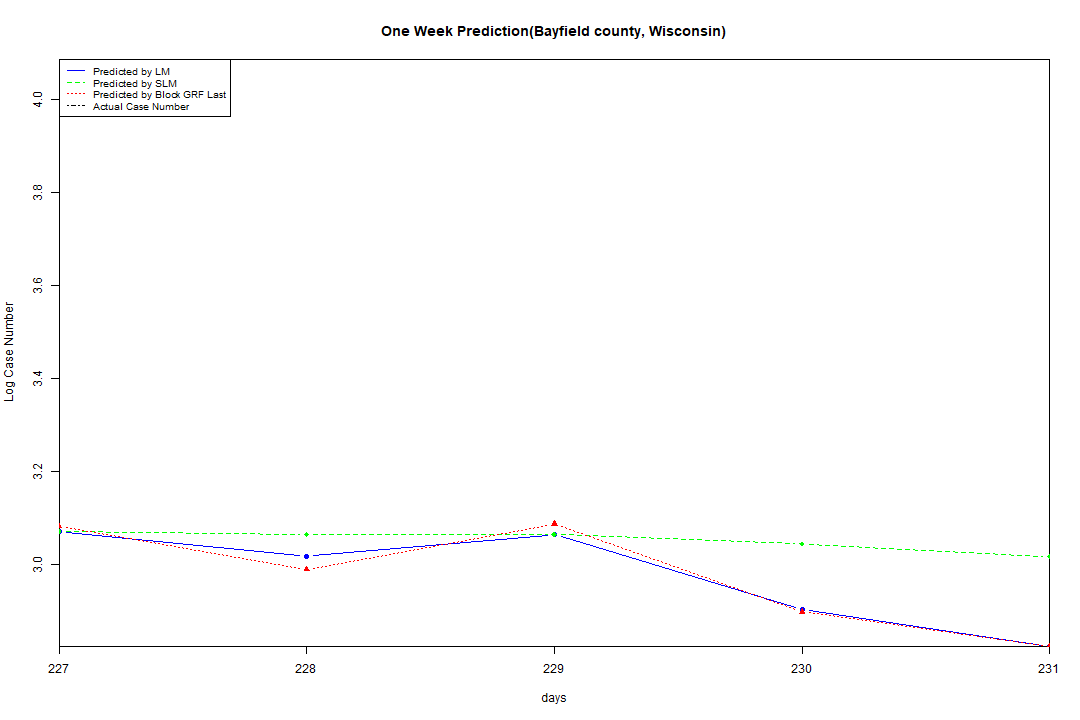 One Week Prediction(Bayfield county, Wisconsin)
Predicted by LM
Predicted by SLM
Predicted by Block GRF Last
Actual Case Number
Log Case Number
4.0
3.8
3.6
3.4
3.2
3.0
227 228 229 230 231
days